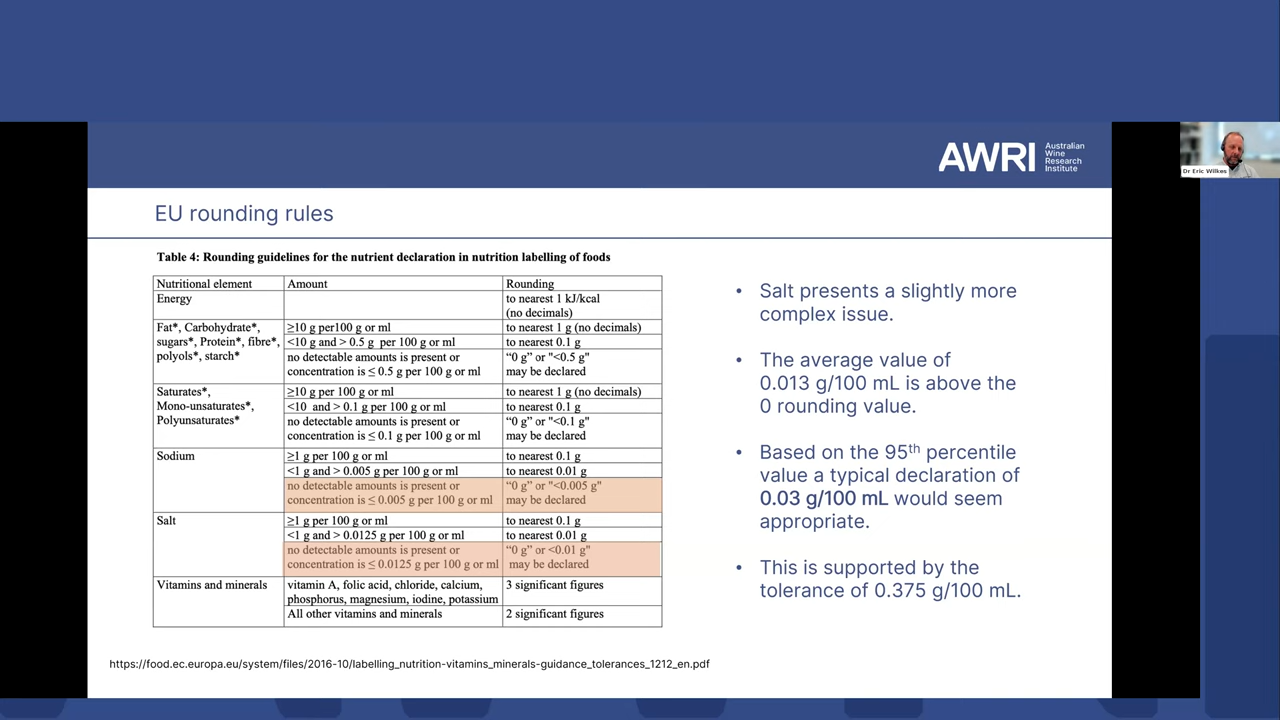 AWRI
Australian
Wine
Research
Institute
Dr Eric Wilkes
EU rounding rules
Table 4: Rounding guidelines for the nutrient declaration in nutrition labelling of foods
Nutritional element Amount Rounding
Energy to nearest 1 kJ/kcal
(no decimals)
Fat*, Carbohydrate*, ≥10 g per100 g or ml to nearest 1 g (no decimals)
sugars*, Protein*, fibre*, <10 g and > 0.5 g per 100 g or ml to nearest 0.1 g
polyols*, starch* no detectable amounts is present or "0 g" or "<0.5 g"
concentration is ≤ 0.5 g per 100 g or ml may be declared
Saturates*, ≥10 g per 100 g or ml to nearest 1 g (no decimals)
Mono-unsaturates*, <10 and > 0.1 g per 100 g or ml to nearest 0.1 g
Polyunsaturates* no detectable amounts is present or "0 g" or "<0.1 g"
concentration is ≤ 0.1 g per 100 g or ml may be declared
Sodium ≥1 g per 100 g or ml to nearest 0.1 g
<1 g and > 0.005 g per 100 g or ml to nearest 0.01 g
no detectable amounts is present or "0 g" or "<0.005 g"
concentration is ≤ 0.005 g per 100 g or ml may be declared
Salt ≥1 g per 100 g or ml to nearest 0.1 g
<1 g and > 0.0125 g per 100 g or ml to nearest 0.01 g
no detectable amounts is present or "0 g" or <0.01 g"
concentration is ≤ 0.0125 g per 100 g or ml may be declared
Vitamins and minerals vitamin A, folic acid, chloride, calcium, 3 significant figures
phosphorus, magnesium, iodine, potassium
All other vitamins and minerals 2 significant figures
• Salt presents a slightly more
complex issue.
• The average value of
0.013 g/100 mL is above the
0 rounding value.
• Based on the 95th percentile
value a typical declaration of
0.03 g/100 mL would seem
appropriate.
• This is supported by the
tolerance of 0.375 g/100 mL.
https://food.ec.europa.eu/system/files/2016-10/labelling_nutrition-vitamins_minerals-guidance_tolerances_1212_en.pdf